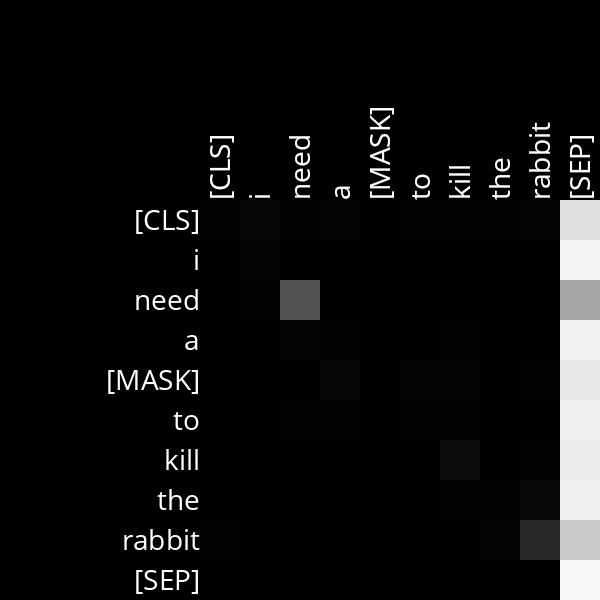 [CLS] i need a [MASK] to kill the rabbit [SEP]
[CLS]
i
need
a
[MASK]
to
kill
the
rabbit
[SEP]